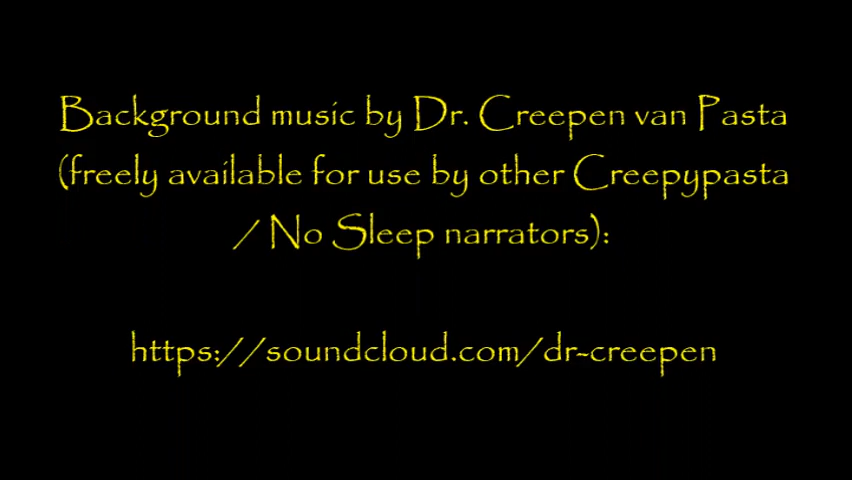 Background music by Dr. Creepen van Pasta
(freely available for use by other Creepypasta
/ No Sleep narrators):
https://soundcloud.com/dr-creepen